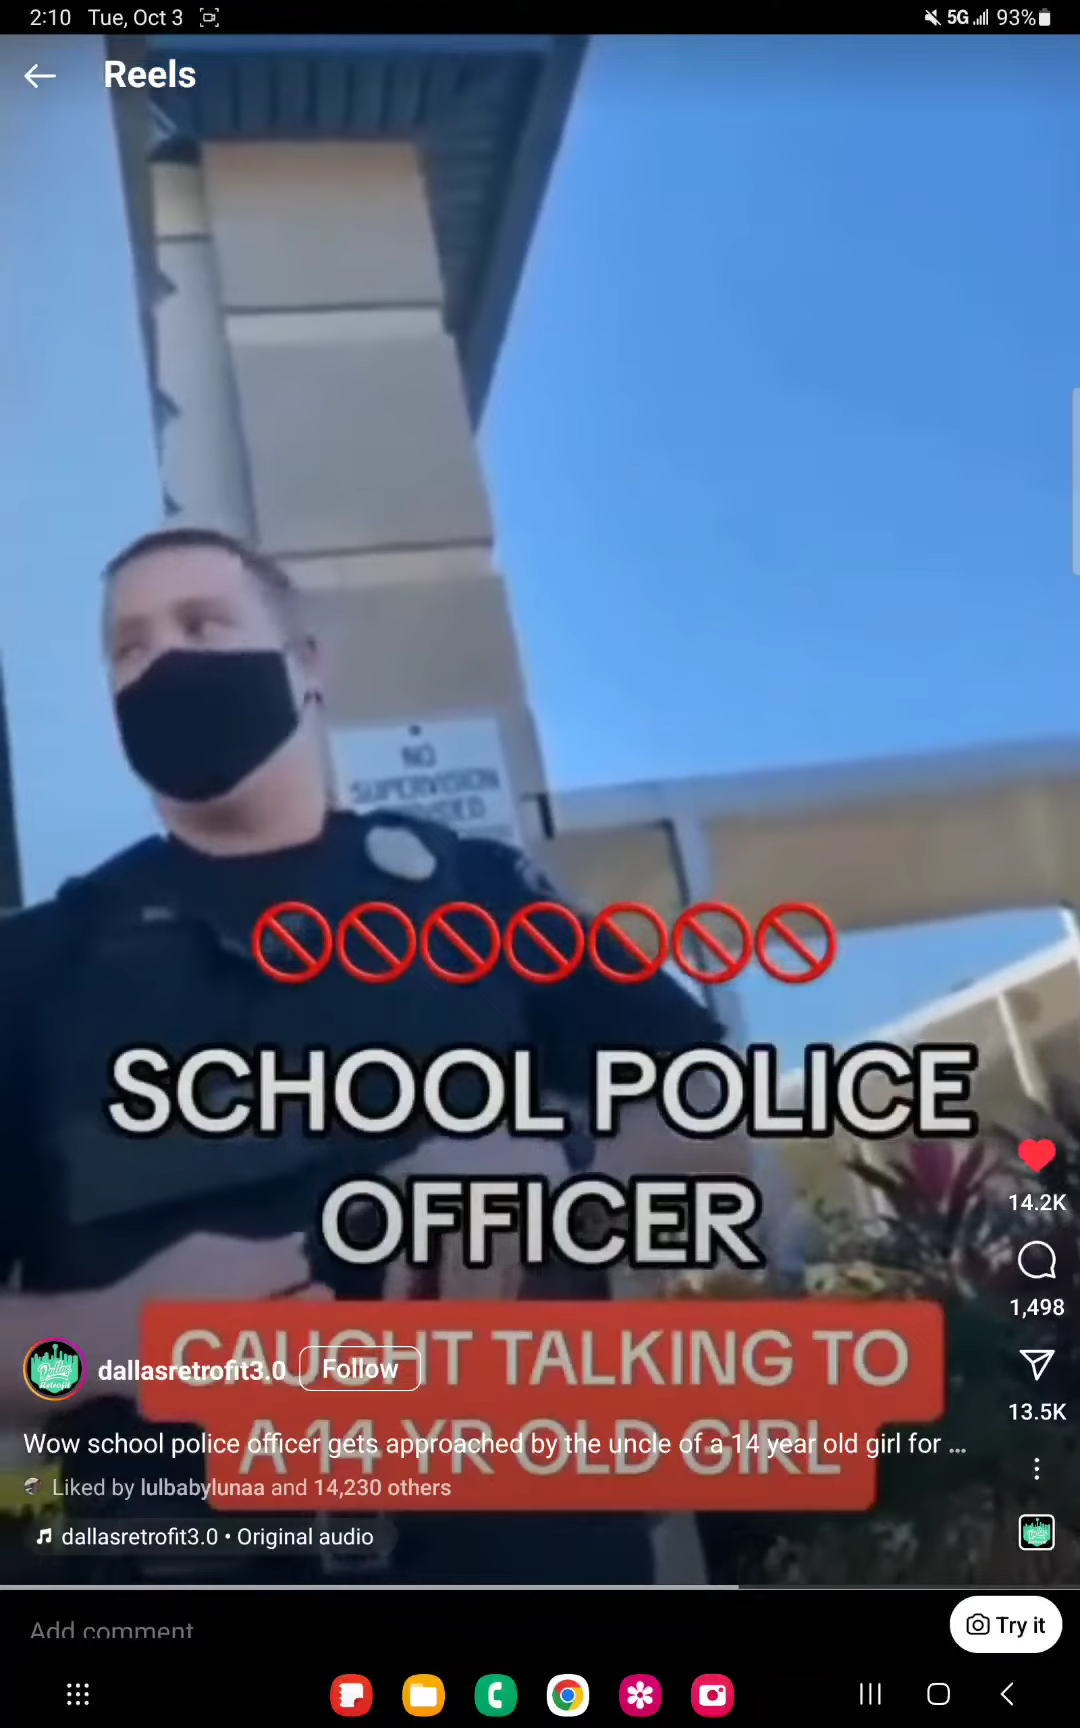 2:10 Tue, Oct 3
5G 93%
Reels
NO
SUPERVISION
SCHOOL POLICE
OFFICER
14.2K
1,498
CAUGHT TALKING TO
dallasretrofit3.0 Follow
13.5K
A 14 YR OLD GIRL
Wow school police officer gets approached by the uncle of a 14 year old girl for ...
Liked by lulbabylunaa and 14,230 others
dallasretrofit3.0 • Original audio
Add comment
Try it